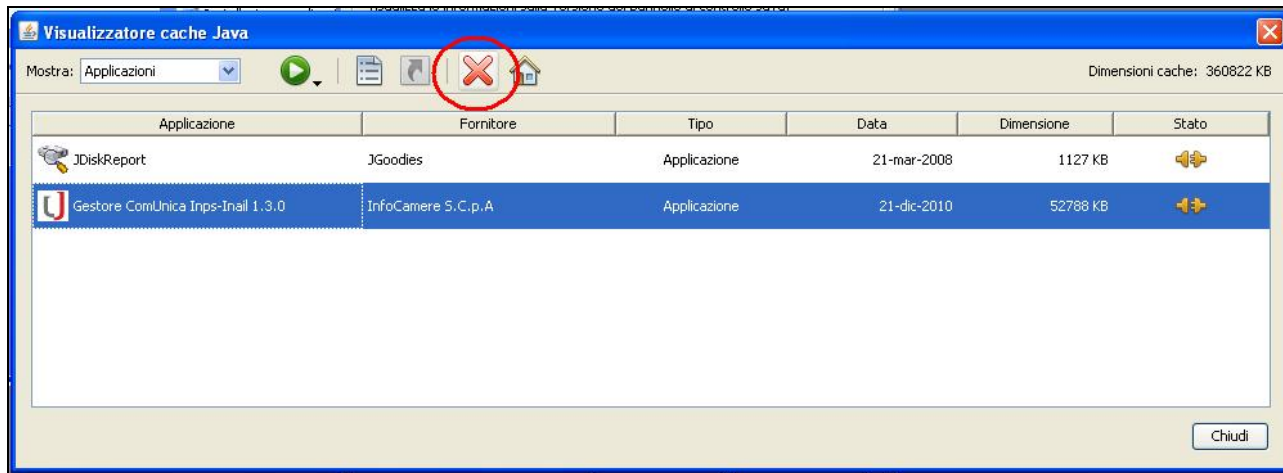 Visualizzatore cache Java
Mostra: Applicazioni Dimensioni cache: 360822 KB
Applicazione Fornitore Tipo Data Dimensione Stato
JDiskReport JGoodies Applicazione 21-mar-2008 1127 KB
Gestore ComUnica Inps-Inail 1.3.0 InfoCamere S.C.p.A Applicazione 21-dic-2010 52788 KB
Chiudi